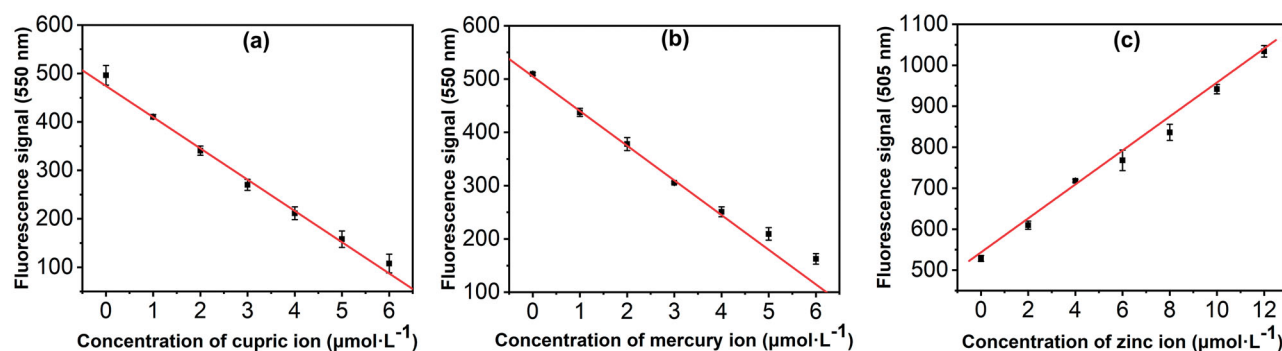 (a)
Fluorescence signal (550 nm)
600
500
400
300
200
100
0 1 2 3 4 5 6
Concentration of cupric ion (μmol·L⁻¹)
(b)
Fluorescence signal (550 nm)
600
500
400
300
200
100
0 1 2 3 4 5 6
Concentration of mercury ion (μmol·L⁻¹)
(c)
Fluorescence signal (505 nm)
1100
1000
900
800
700
600
500
0 2 4 6 8 10 12
Concentration of zinc ion (μmol·L⁻¹)